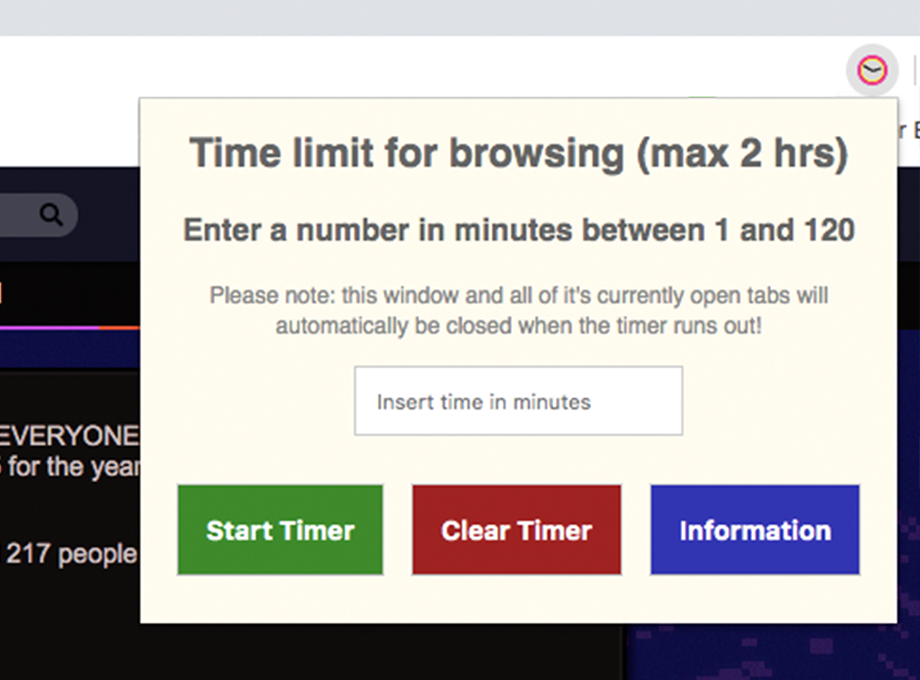 Time limit for browsing (max 2 hrs)
Enter a number in minutes between 1 and 120
Please note: this window and all of it's currently open tabs will
automatically be closed when the timer runs out!
Insert time in minutes
Start Timer Clear Timer Information
EVERYONE
for the year
217 people